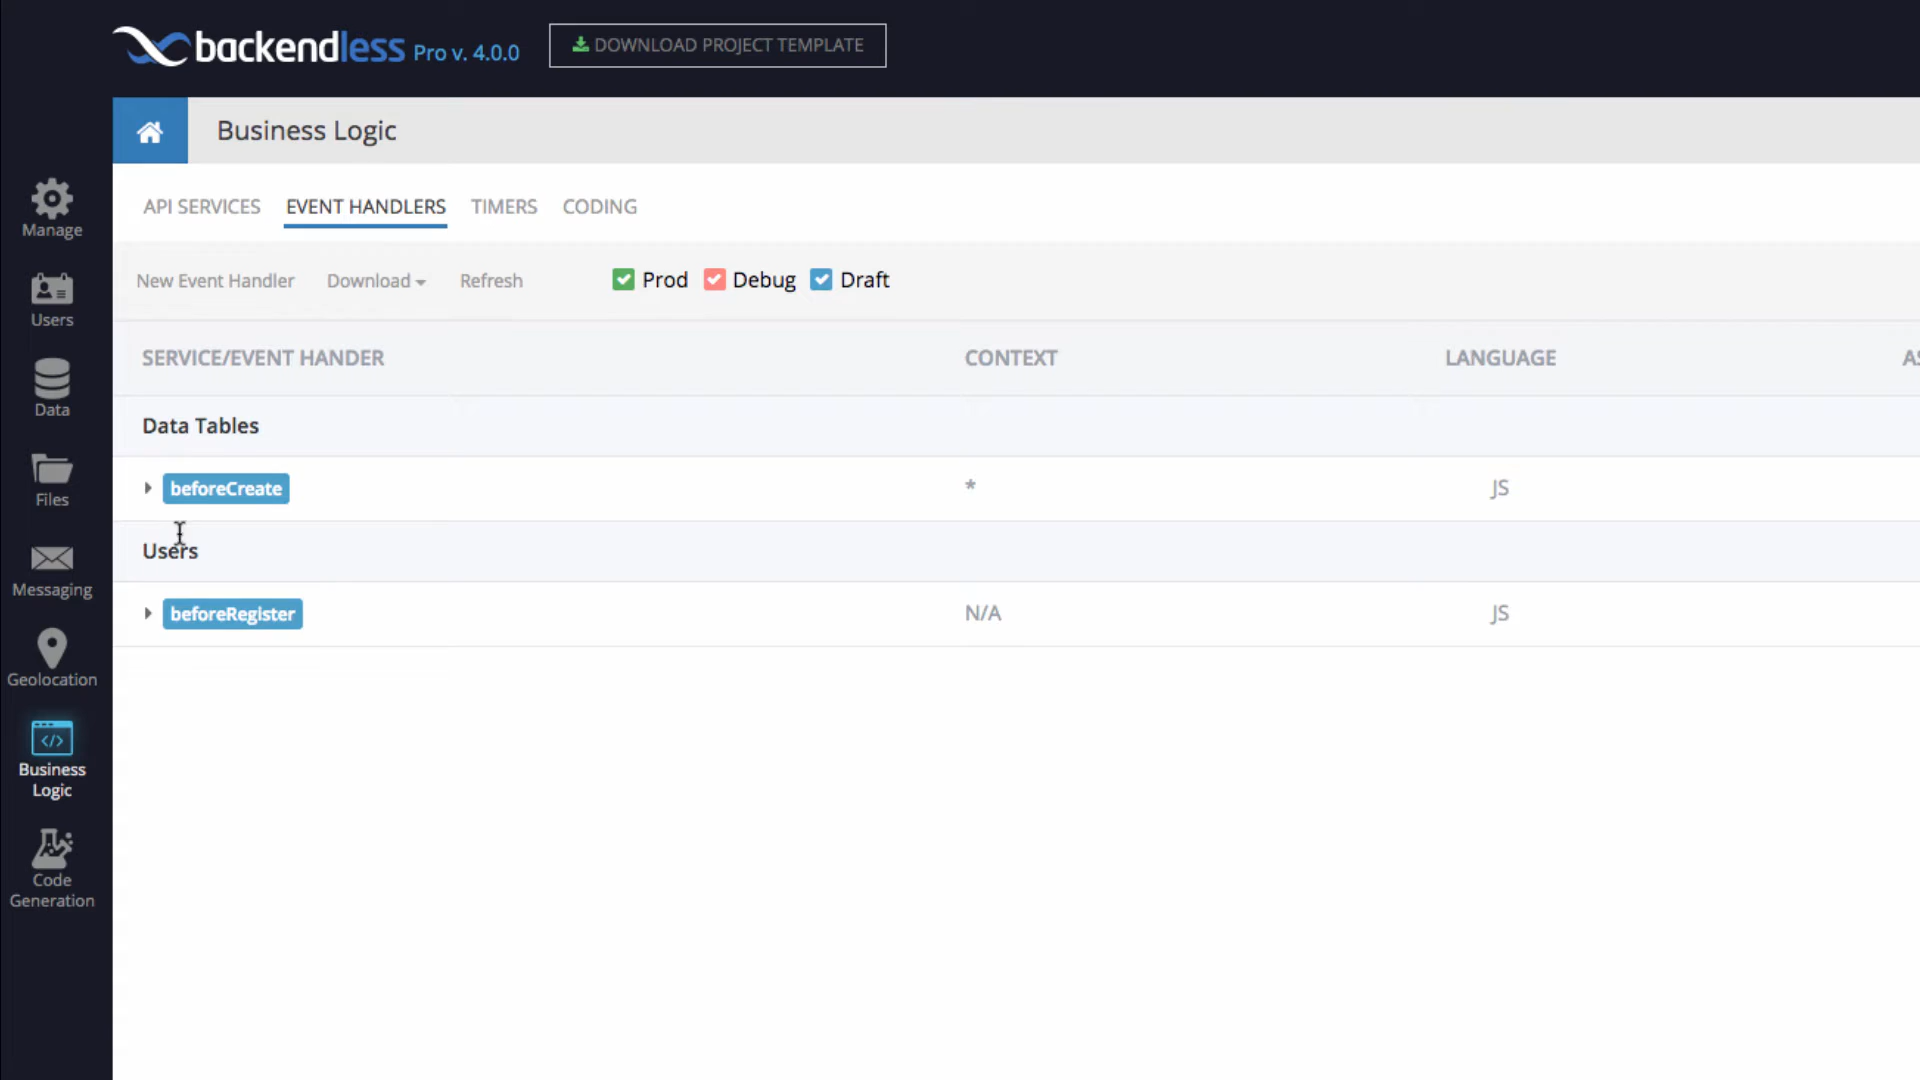 backendless Pro v. 4.0.0
DOWNLOAD PROJECT TEMPLATE
Business Logic
Manage
Users
Data
Files
Messaging
Geolocation
Business
Logic
Code
Generation
API SERVICES EVENT HANDLERS TIMERS CODING
New Event Handler Download Refresh Prod Debug Draft
SERVICE/EVENT HANDER CONTEXT LANGUAGE AS
Data Tables
beforeCreate * JS
Users
beforeRegister N/A JS